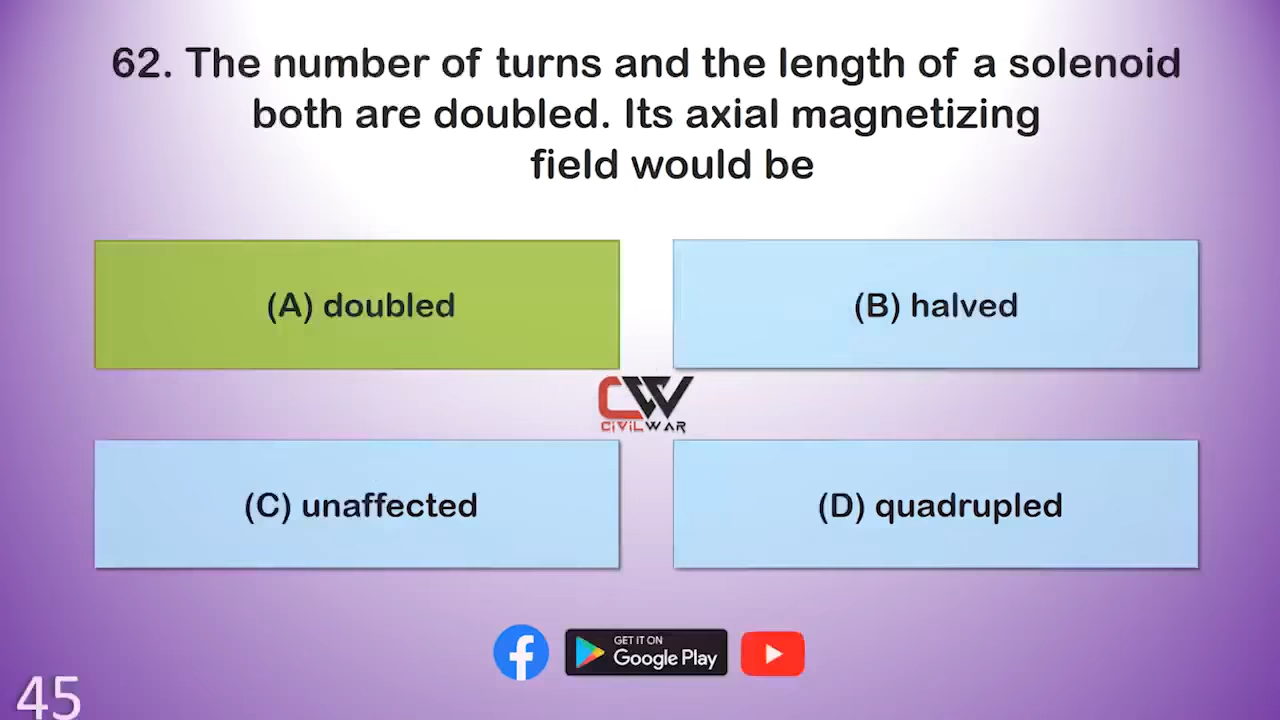 62. The number of turns and the length of a solenoid
both are doubled. Its axial magnetizing
field would be
(A) doubled
(B) halved
CW
CiViLWAR
(C) unaffected
(D) quadrupled
GET IT ON
Google Play
45